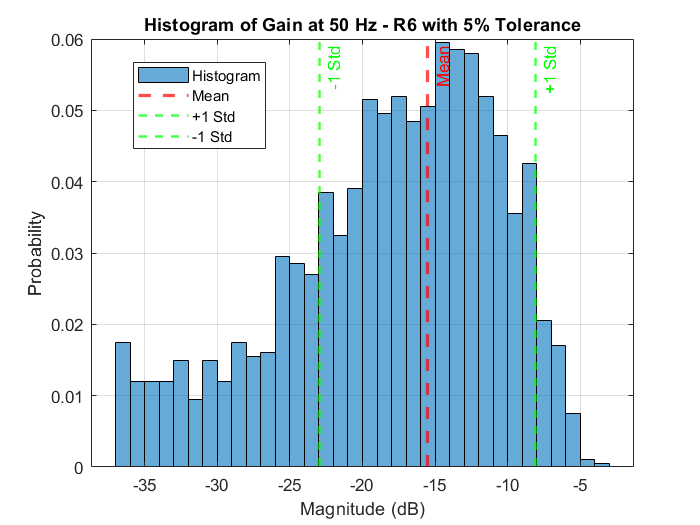 Histogram of Gain at 50 Hz - R6 with 5% Tolerance
0.06
0.05
0.04
0.03
0.02
0.01
0
Probability
Histogram
Mean
+1 Std
-1 Std
-1 Std
Mean
+1 Std
-35 -30 -25 -20 -15 -10 -5
Magnitude (dB)